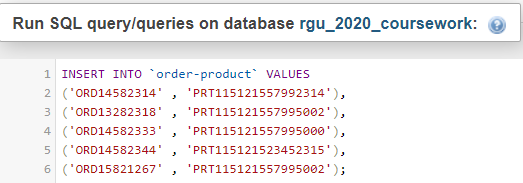 Run SQL query/queries on database rgu_2020_coursework:
1 INSERT INTO `order-product` VALUES
2 ('ORD14582314' , 'PRT115121557992314'),
3 ('ORD13282318' , 'PRT115121557995002'),
4 ('ORD14582333' , 'PRT115121557995000'),
5 ('ORD14582344' , 'PRT115121523452315'),
6 ('ORD15821267' , 'PRT115121557995002');